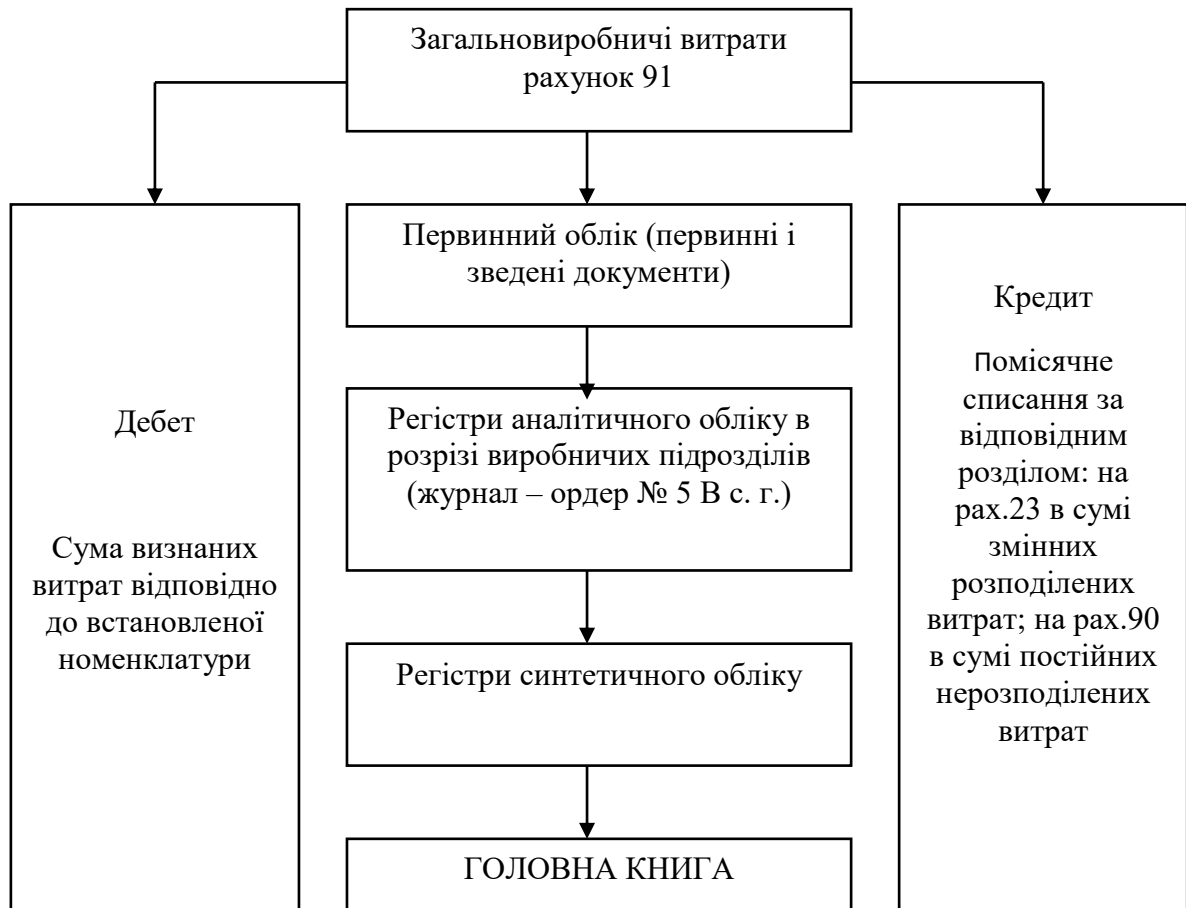 Загальновиробничі витрати
рахунок 91
Дебет
Сума визнаних
витрат відповідно
до встановленої
номенклатури
Первинний облік (первинні і
зведені документи)
Регістри аналітичного обліку в
розрізі виробничих підрозділів
(журнал – ордер № 5 В с. г.)
Регістри синтетичного обліку
ГОЛОВНА КНИГА
Кредит
Помісячне
списання за
відповідним
розділом: на
рах.23 в сумі
змінних
розподілених
витрат; на рах.90
в сумі постійних
нерозподілених
витрат